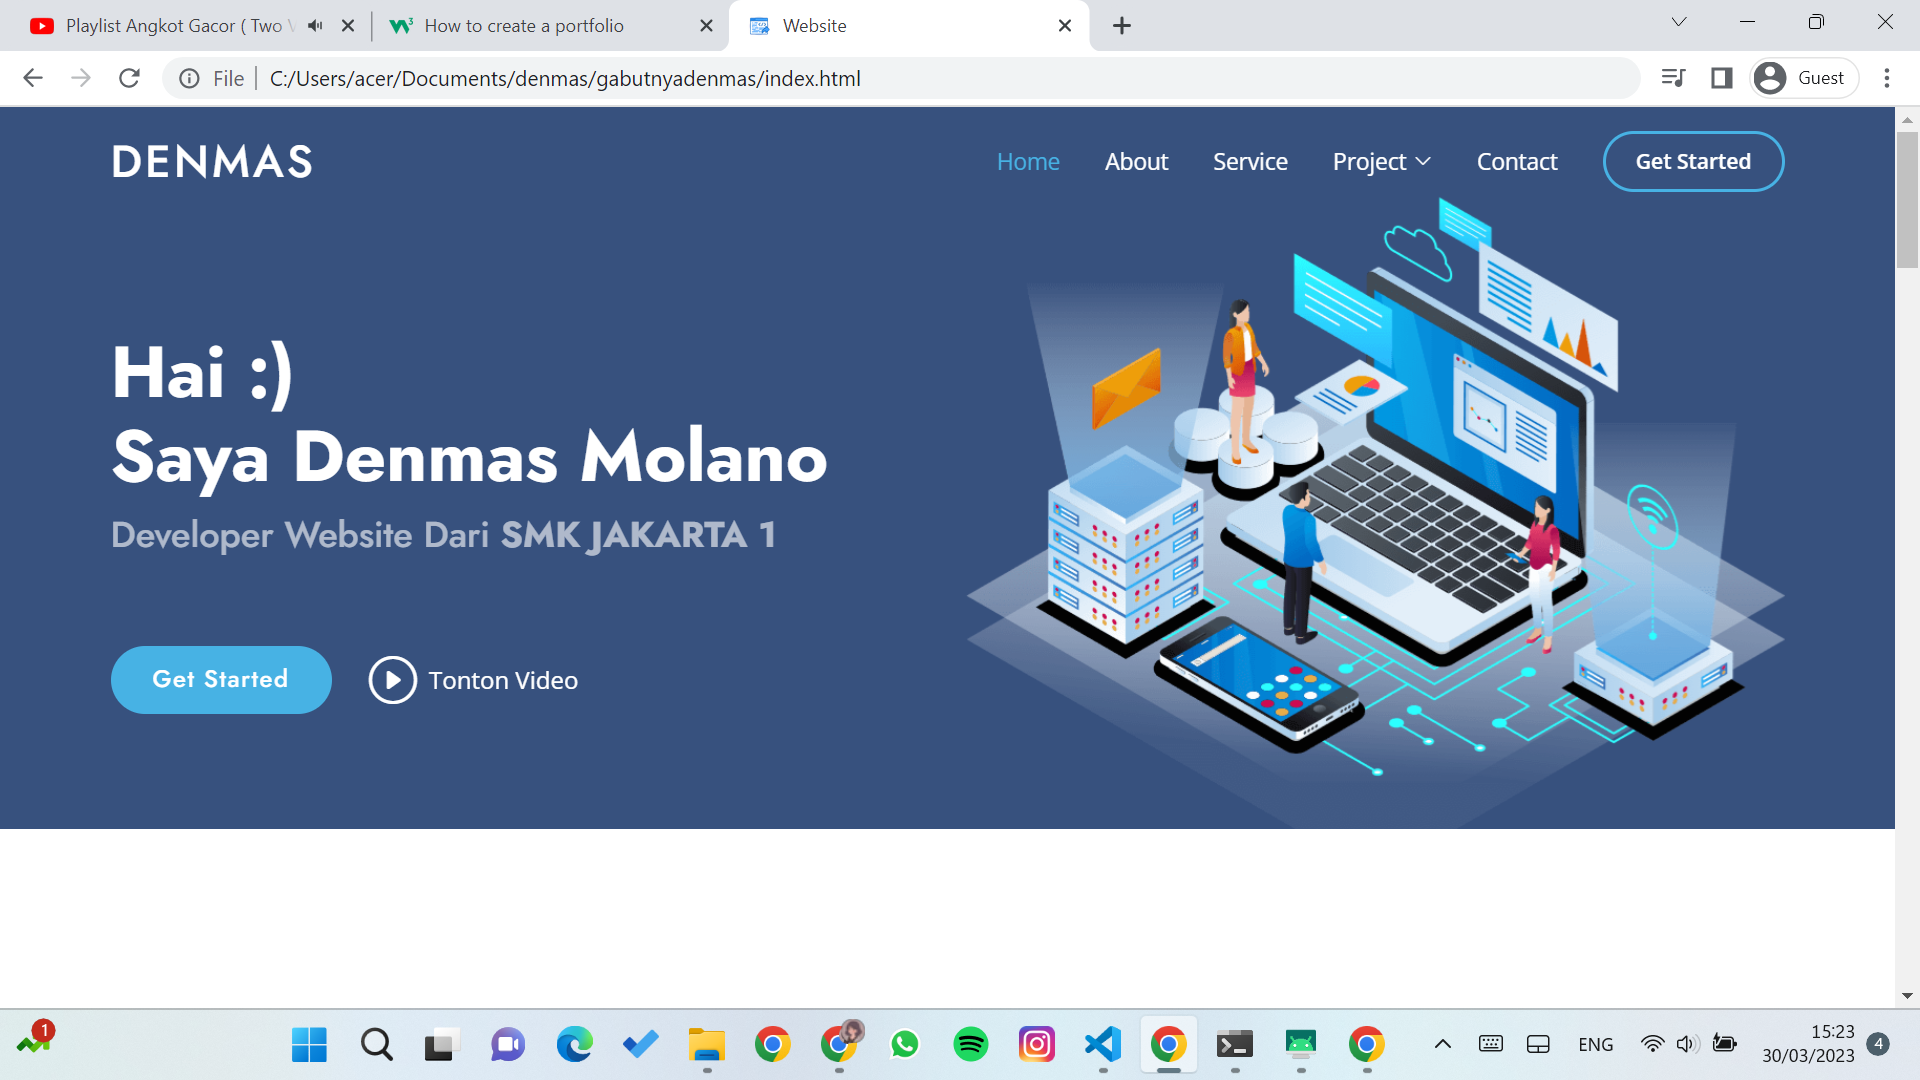 Playlist Angkot Gacor ( Two
How to create a portfolio
Website
File
C:/Users/acer/Documents/denmas/gabutnyadenmas/index.html
Guest
DENMAS
Home
About
Service
Project
Contact
Get Started
Hai :)
Saya Denmas Molano
Developer Website Dari SMK JAKARTA 1
Get Started
Tonton Video
1
ENG
15:23
30/03/2023
4